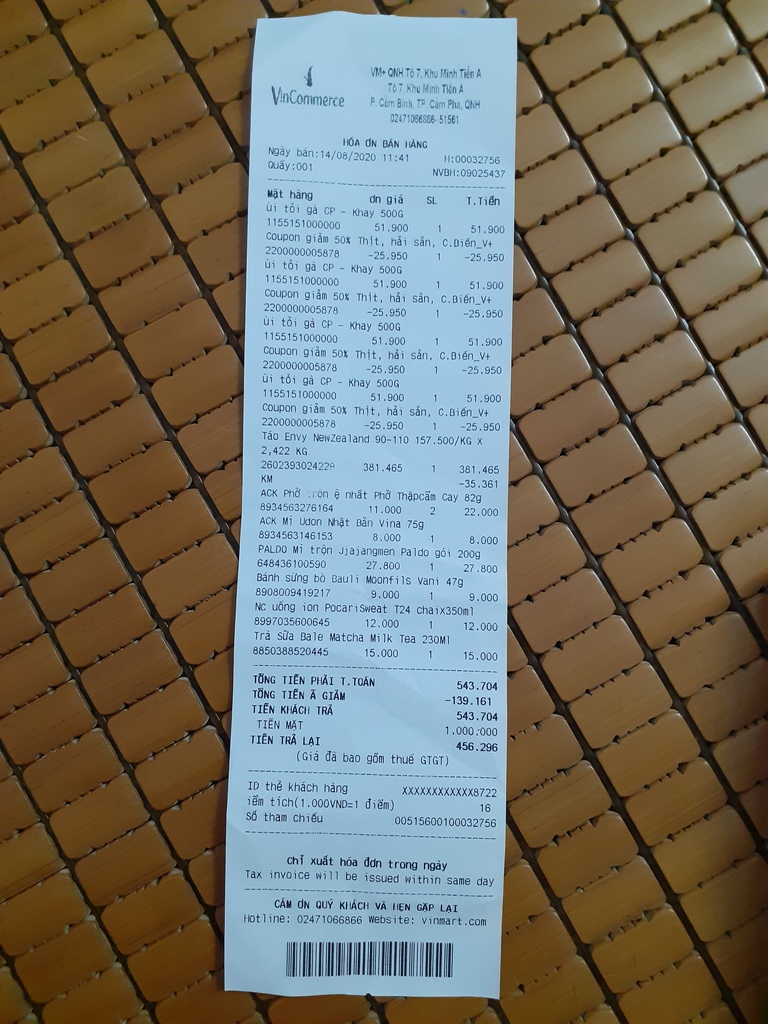 VinCommerce
VM+ QNH Tổ 7, Khu Minh Tiến A
Tổ 7, Khu Minh Tiến A
P. Cẩm Bình, TP. Cẩm Phả, QNH
02471066866-51561
HÓA ƠN BÁN HÀNG
Ngày bán:14/08/2020 11:41 H:00032756
Quầy:001 NVBH:09025437
Mặt hàng ơn giá SL T.Tiền
ùi tỏi gà CP - Khay 500G
1155151000000 51.900 1 51.900
Coupon giảm 50% Thịt, hải sản, C.Biến_V+
2200000005878 -25.950 1 -25.950
ùi tỏi gà CP - Khay 500G
1155151000000 51.900 1 51.900
Coupon giảm 50% Thịt, hải sản, C.Biến_V+
2200000005878 -25.950 1 -25.950
ùi tỏi gà CP - Khay 500G
1155151000000 51.900 1 51.900
Coupon giảm 50% Thịt, hải sản, C.Biến_V+
2200000005878 -25.950 1 -25.950
ùi tỏi gà CP - Khay 500G
1155151000000 51.900 1 51.900
Coupon giảm 50% Thịt, hải sản, C.Biến_V+
2200000005878 -25.950 1 -25.950
Táo Envy NewZealand 90-110 157.500/KG X
2,422 KG
2602393024229 381.465 1 381.465
KM -35.361
ACK Phở ệ nhất Phở Thậpcẩm Cay 82g
8934563276164 11.000 2 22.000
ACK Mì Udon Nhật Bản Vina 75g
8934563146153 8.000 1 8.000
PALDO Mì trộn Jjajangmen Paldo gói 200g
648436100590 27.800 1 27.800
Bánh sừng bò Bauli Moonfils Vani 47g
8908009419217 9.000 1 9.000
Nc uống ion PocariSweat T24 chaix350ml
8997035600645 12.000 1 12.000
Trà Sữa Bale Matcha Milk Tea 230Ml
8850388520445 15.000 1 15.000
TỔNG TIỀN PHẢI T.TOÁN 543.704
TỔNG TIỀN Ã GIẢM -139.161
TIỀN KHÁCH TRẢ 543.704
TIỀN MẶT 1.000.000
TIỀN TRẢ LẠI 456.296
(Giá đã bao gồm thuế GTGT)
ID thẻ khách hàng XXXXXXXXXXXX8722
iểm tích(1.000VND=1 điểm) 16
Số tham chiếu 00515600100032756
chỉ xuất hóa đơn trong ngày
Tax invoice will be issued within same day
CẢM ƠN QUÝ KHÁCH VÀ HẸN GẶP LẠI
Hotline: 02471066866 Website: vinmart.com